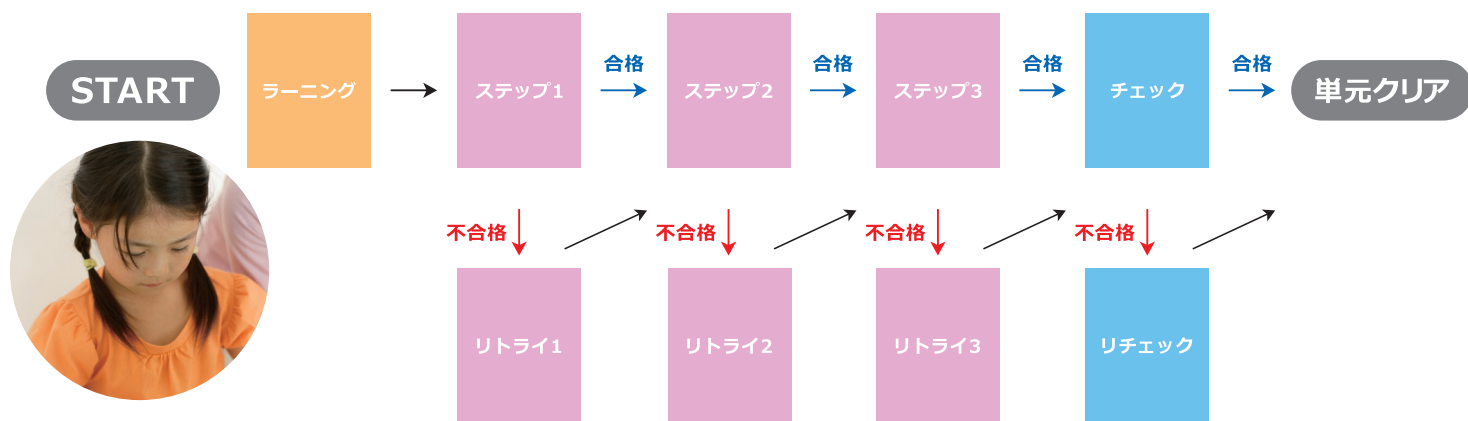 START
ラーニング
ステップ1
合格
ステップ2
合格
ステップ3
合格
チェック
合格
単元クリア
不合格
不合格
不合格
不合格
リトライ1
リトライ2
リトライ3
リチェック